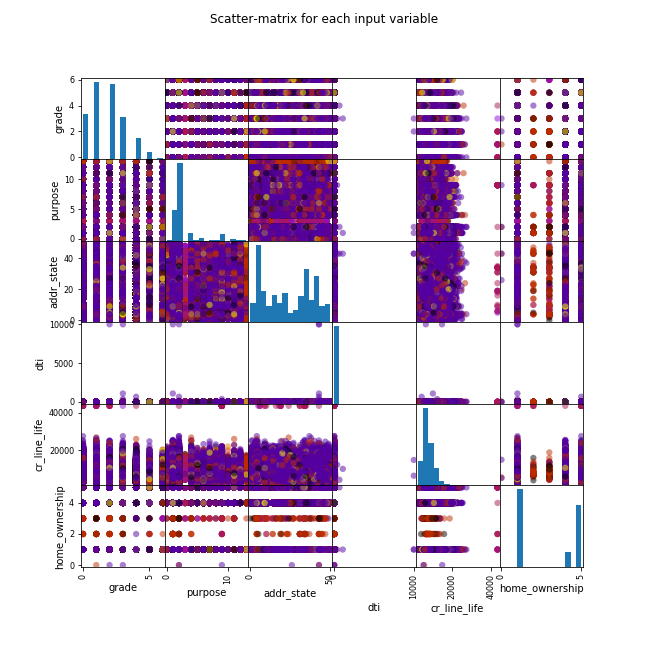 Scatter-matrix for each input variable
6
4
2
0
grade
10
5
0
purpose
40
20
0
addr_state
10000
5000
0
dti
40000
20000
cr_line_life
4
2
0
home_ownership
0
5
grade
0
10
purpose
0
50
addr_state
0
10000
dti
20000
40000
cr_line_life
0
5
home_ownership